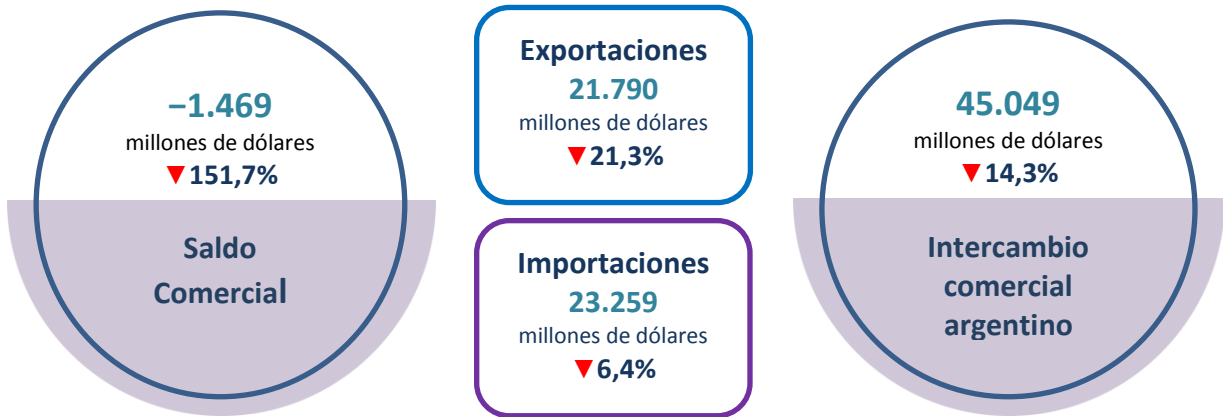 −1.469
millones de dólares
▼151,7%
Saldo
Comercial
Exportaciones
21.790
millones de dólares
▼21,3%
Importaciones
23.259
millones de dólares
▼6,4%
45.049
millones de dólares
▼14,3%
Intercambio
comercial
argentino